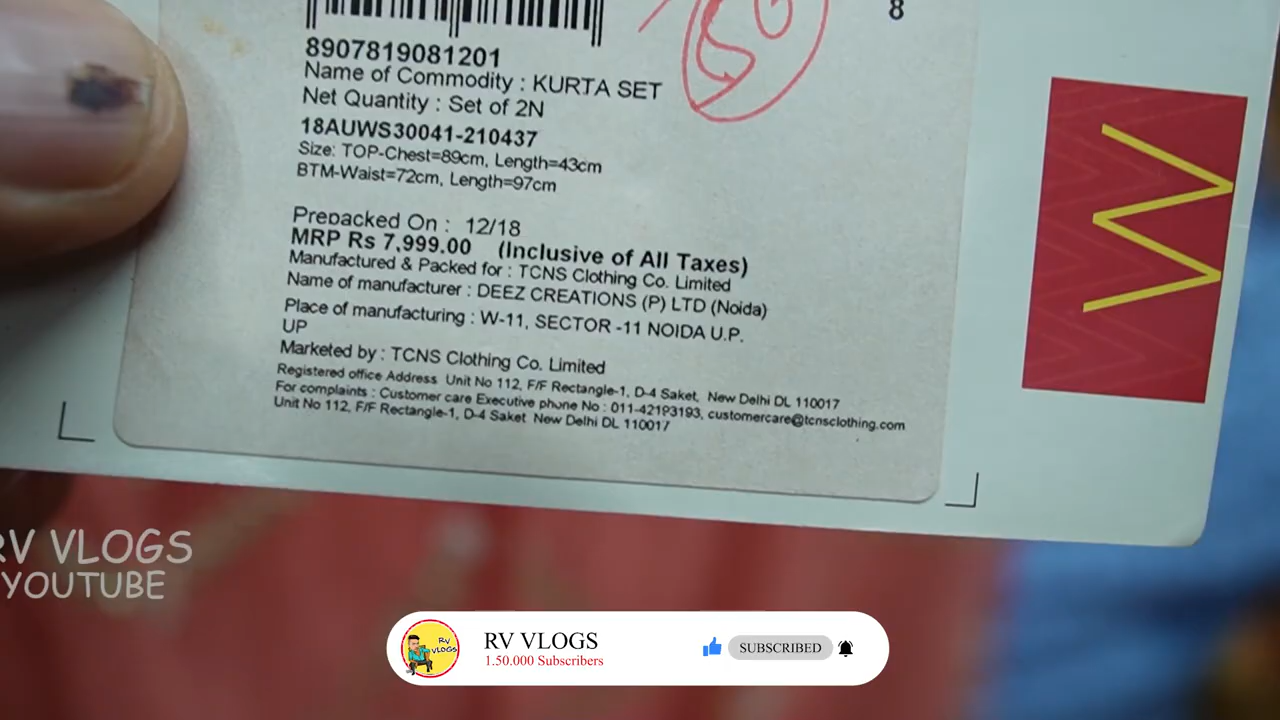 8
8907819081201
Name of Commodity : KURTA SET
Net Quantity : Set of 2N
18AUWS30041-210437
Size: TOP-Chest=89cm, Length=43cm
BTM-Waist=72cm, Length=97cm
Prepacked On : 12/18
MRP Rs 7,999.00 (Inclusive of All Taxes)
Manufactured & Packed for : TCNS Clothing Co. Limited
Name of manufacturer : DEEZ CREATIONS (P) LTD (Noida)
Place of manufacturing : W-11, SECTOR -11 NOIDA U.P.
UP
Marketed by : TCNS Clothing Co. Limited
Registered office Address Unit No 112, F/F Rectangle-1, D-4 Saket, New Delhi DL 110017
For complaints : Customer care Executive phone No : 011-42193193, customercare@tcnsclothing.com
Unit No 112, F/F Rectangle-1, D-4 Saket New Delhi DL 110017
W
RV VLOGS
YOUTUBE
RV
VLOGS
RV VLOGS
1.50.000 Subscribers
SUBSCRIBED